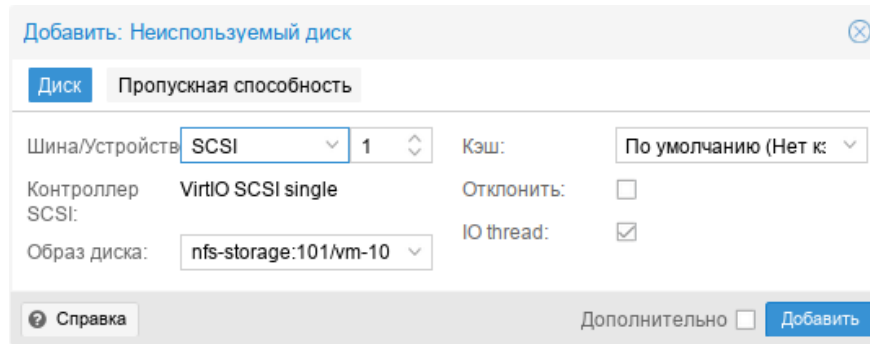 Добавить: Неиспользуемый диск
Диск Пропускная способность
Шина/Устройств SCSI 1 Кэш: По умолчанию (Нет кэ
Контроллер SCSI: VirtIO SCSI single Отклонить:
IO thread:
Образ диска: nfs-storage:101/vm-10
Справка Дополнительно Добавить